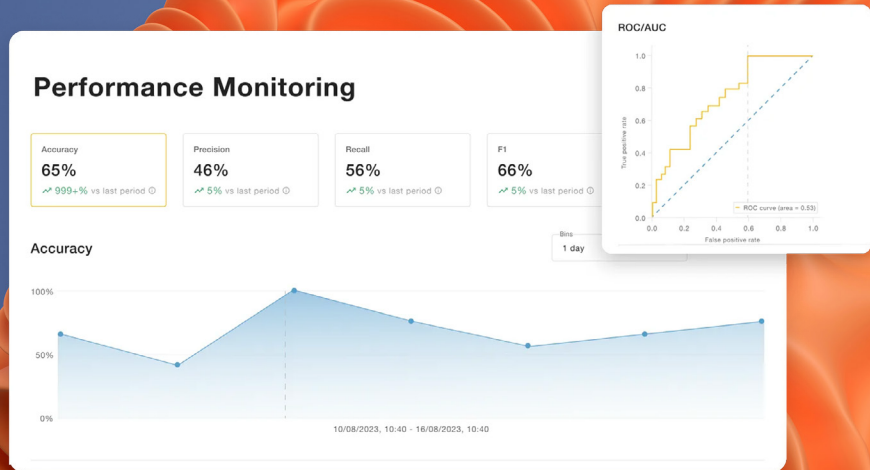 Performance Monitoring
Accuracy
65%
999+% vs last period
Precision
46%
5% vs last period
Recall
56%
5% vs last period
F1
66%
5% vs last period
Accuracy
Bins
1 day
100%
50%
0%
10/08/2023, 10:40 - 16/08/2023, 10:40
ROC/AUC
True positive rate
1.0
0.8
0.6
0.4
0.2
0.0
ROC curve (area = 0.53)
0.0 0.2 0.4 0.6 0.8 1.0
False positive rate